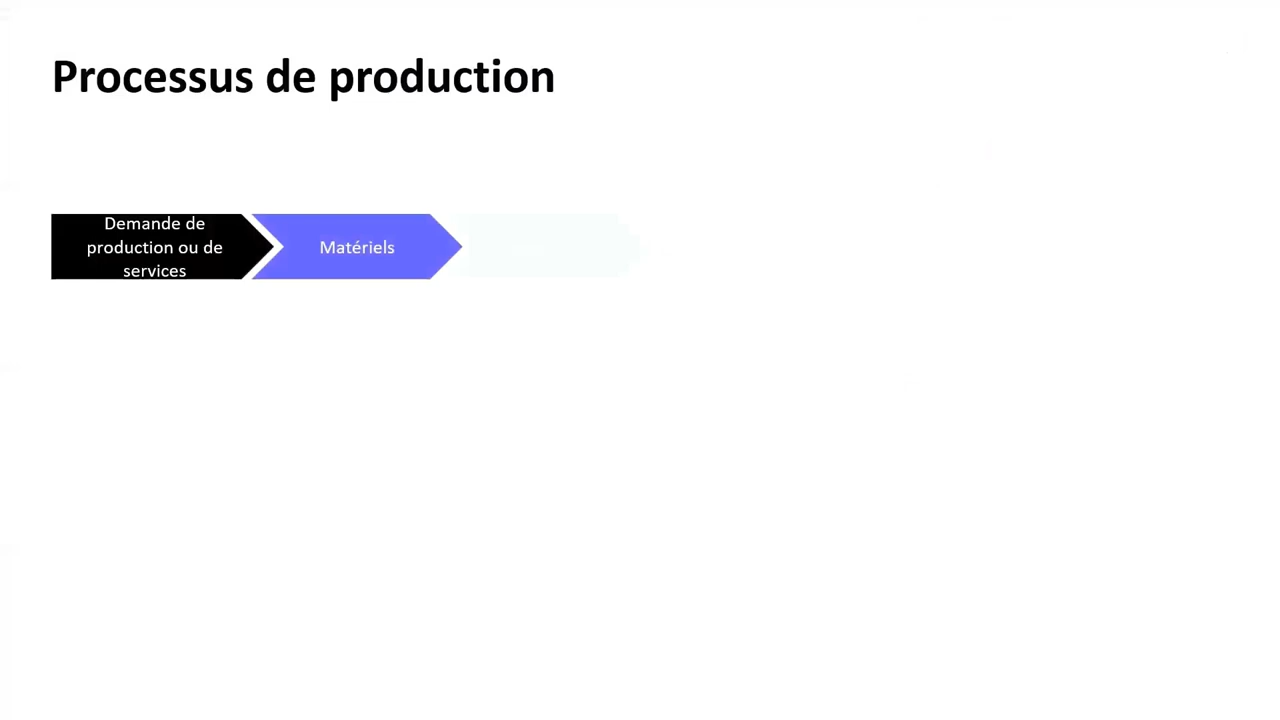 Processus de production
Demande de
production ou de
services
Matériels